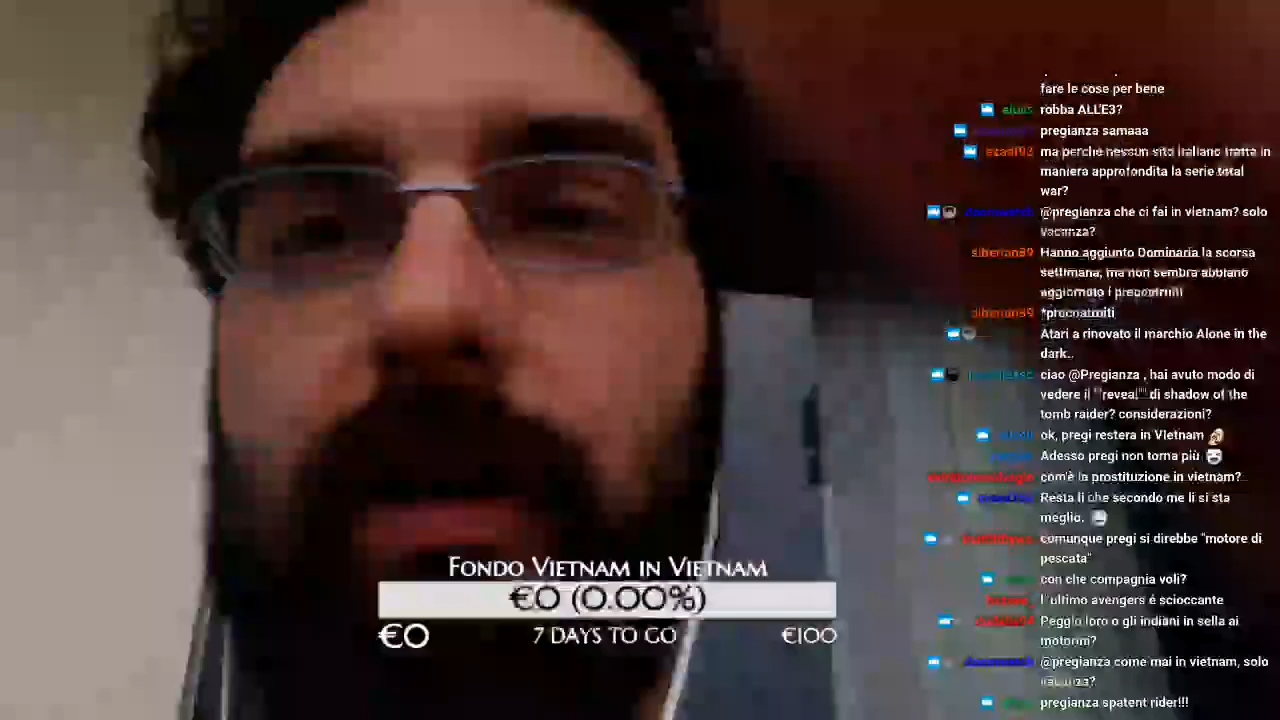 fare le cose per bene
robba ALL'E3?
pregianza samaaa
azael93 ma perchè nessun sito italiano tratta in
maniera approfondita la serie total
war?
@pregianza che ci fai in vietnam? solo
vacanza?
siberian89 Hanno aggiunto Dominaria la scorsa
settimana, ma non sembra abbiano
aggiornato i
siberian89
Atari a rinovato il marchio Alone in the
dark..
ciao @Pregianza , hai avuto modo di
vedere il "reveal" di shadow of the
tomb raider? considerazioni?
ok, pregi restera in VIetnam
Adesso pregi non torna più
com'è la prostituzione in vietnam?
Resta lì che secondo me lì si sta
meglio.
comunque pregi si direbbe "motore di
pescata"
con che compagnia voli?
l'ultimo avengers é scioccante
Peggio loro o gli indiani in sella ai
motorini?
@pregianza come mai in vietnam, solo
vacanza?
pregianza spatent rider!!!
Fondo Vietnam in Vietnam
€0 (0.00%)
€0 7 DAYS TO GO €100